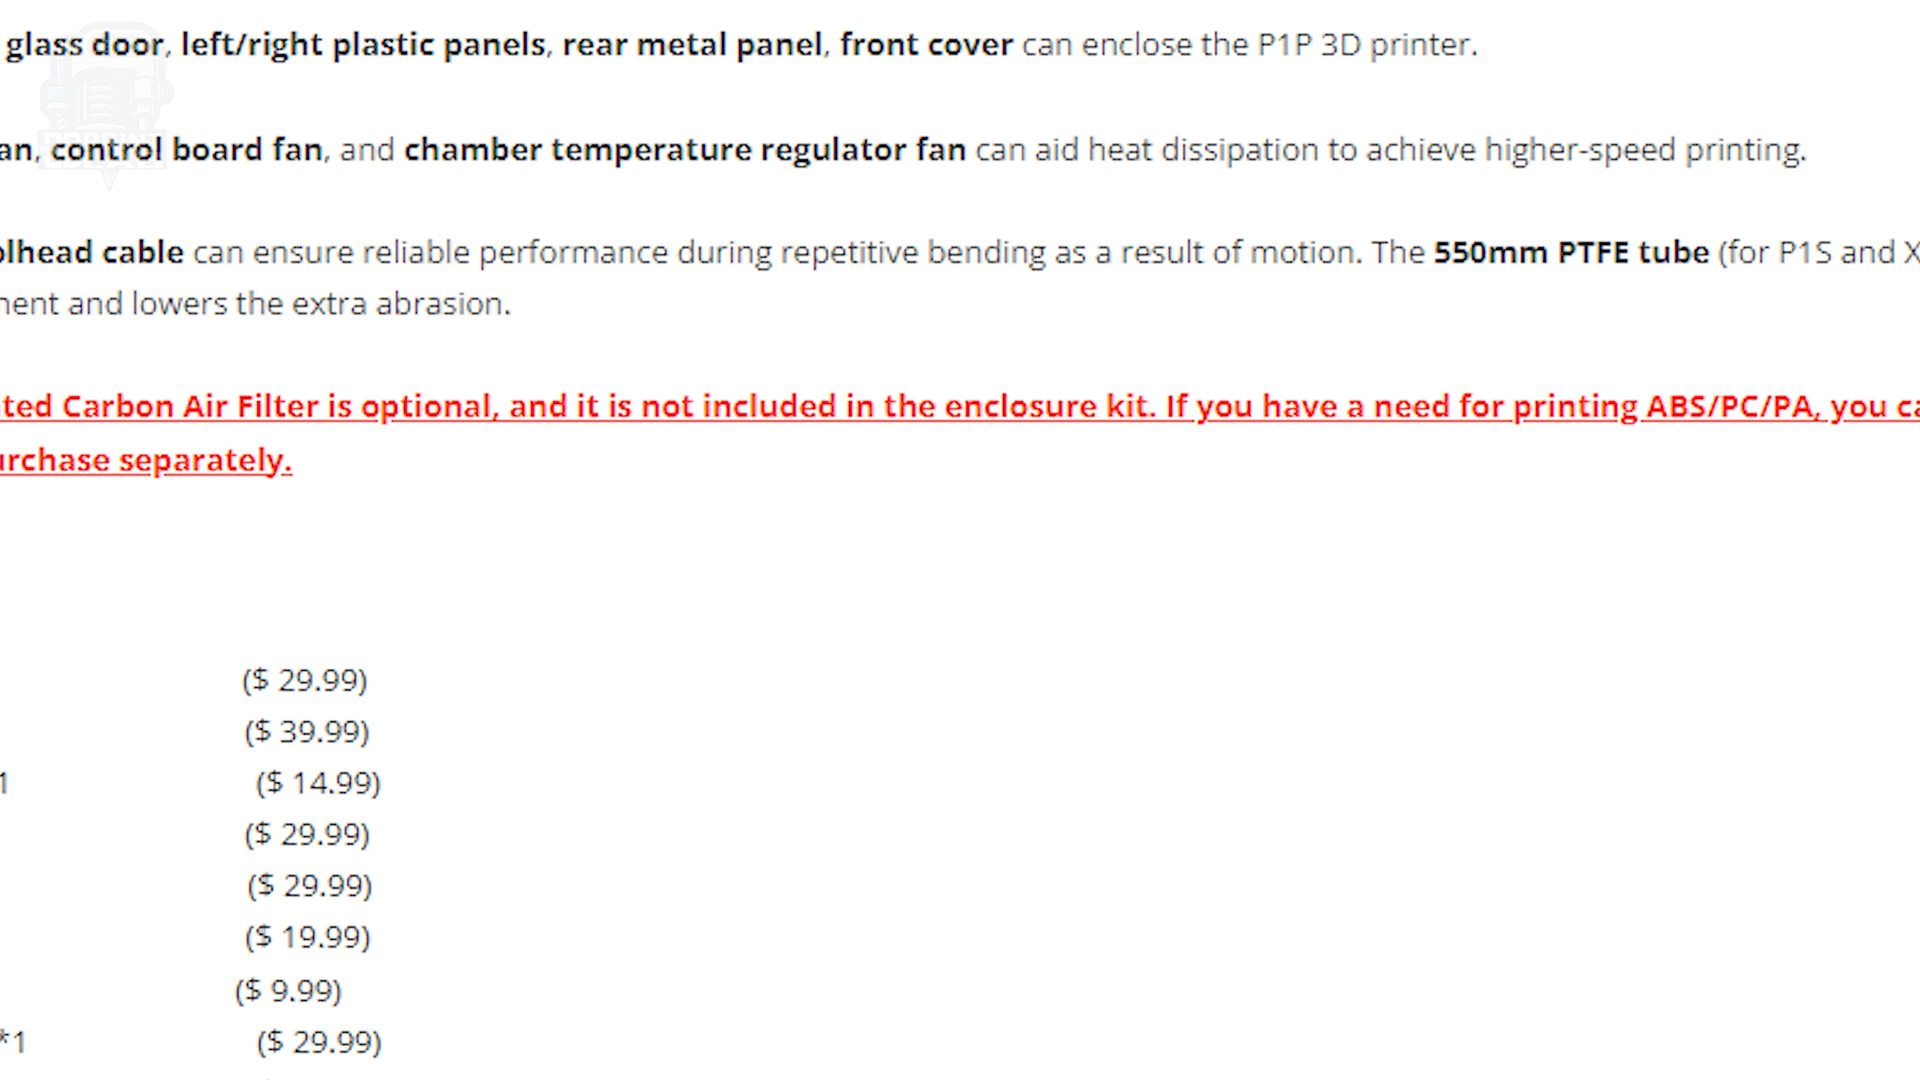 glass door, left/right plastic panels, rear metal panel, front cover can enclose the P1P 3D printer.
an, control board fan, and chamber temperature regulator fan can aid heat dissipation to achieve higher-speed printing.
olhead cable can ensure reliable performance during repetitive bending as a result of motion. The 550mm PTFE tube (for P1S and X
nent and lowers the extra abrasion.
ted Carbon Air Filter is optional, and it is not included in the enclosure kit. If you have a need for printing ABS/PC/PA, you ca
urchase separately.
($ 29.99)
($ 39.99)
1 ($ 14.99)
($ 29.99)
($ 29.99)
($ 19.99)
($ 9.99)
*1 ($ 29.99)